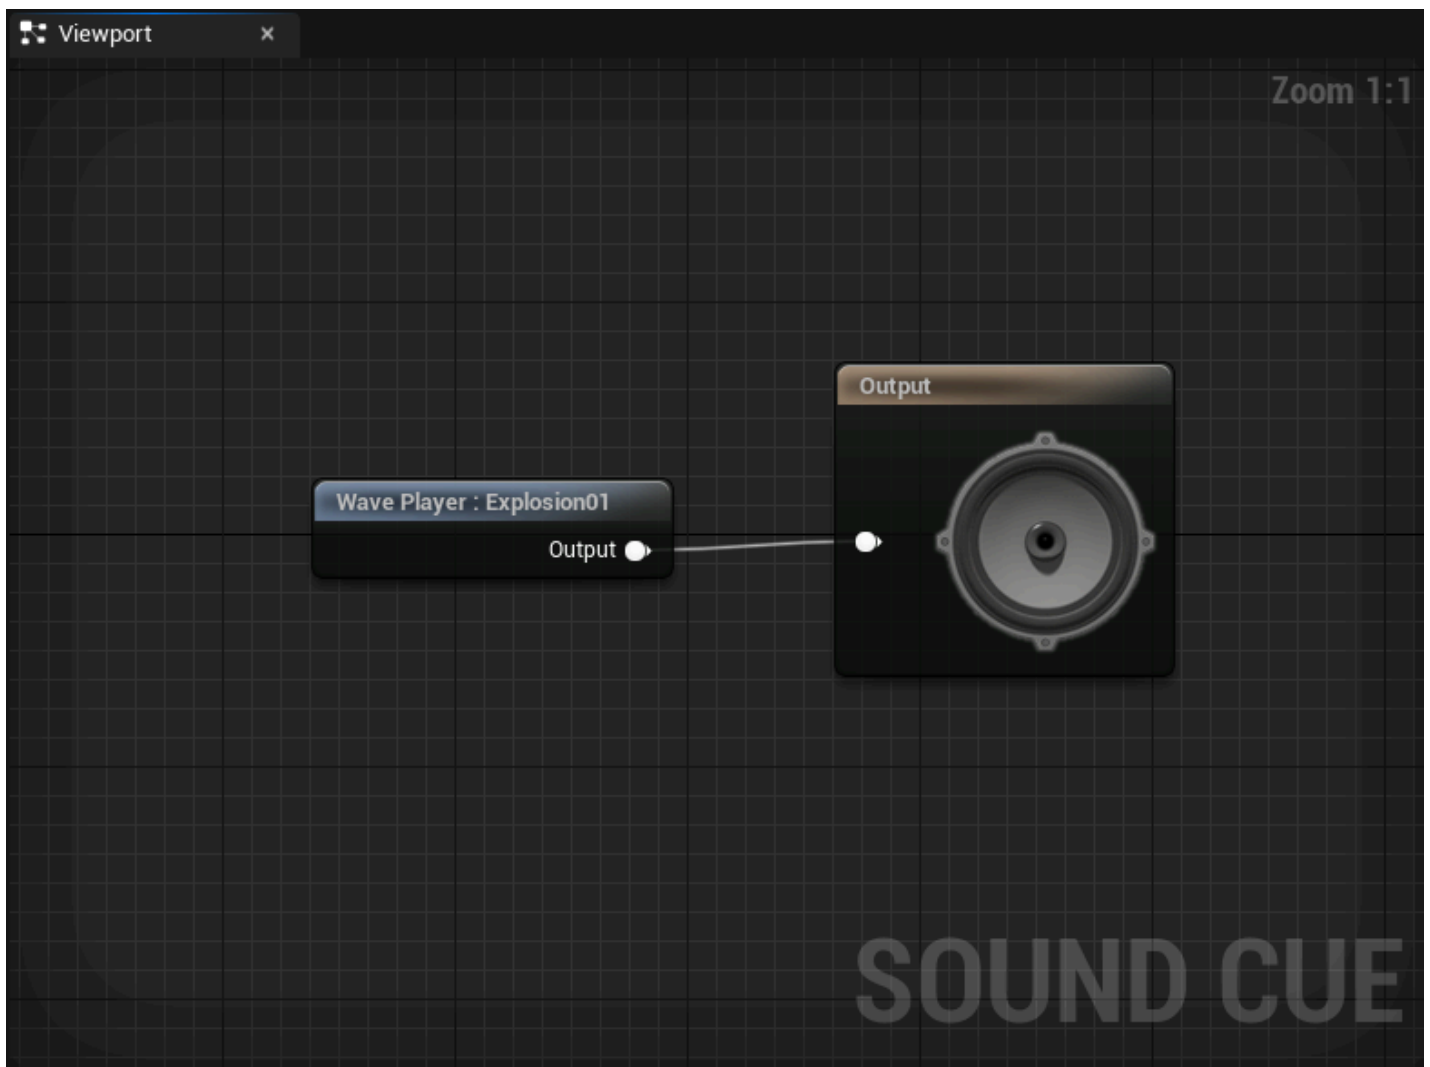 Viewport
Zoom 1:1
Output
Wave Player : Explosion01
Output
SOUND CUE